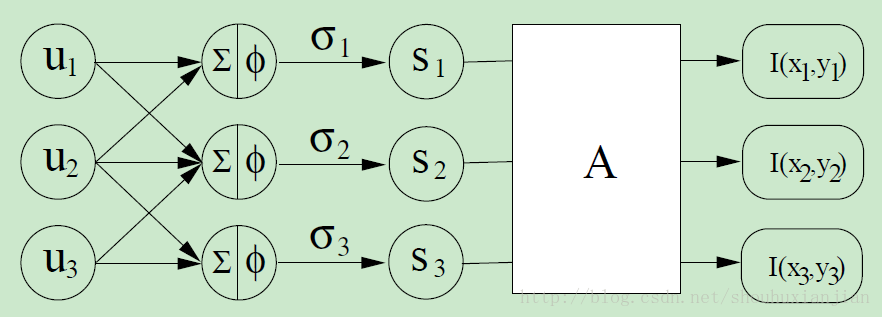 u1 Σ ϕ σ1 s1 I(x1,y1)
u2 Σ ϕ σ2 s2 A I(x2,y2)
u3 Σ ϕ σ3 s3 I(x3,y3)
http://blog.csdn.net/shouhuxianjian